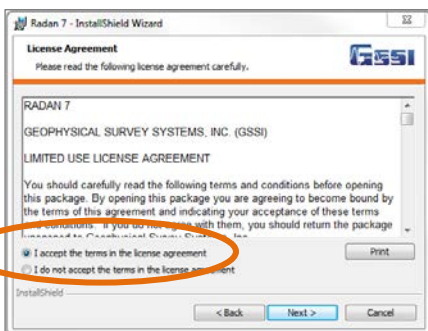 Radan 7 - InstallShield Wizard
License Agreement
Please read the following license agreement carefully.
GSSI
RADAN 7
GEOPHYSICAL SURVEY SYSTEMS, INC. (GSSI)
LIMITED USE LICENSE AGREEMENT
You should carefully read the following terms and conditions before opening
this package. By opening this package you are agreeing to become bound by
the terms of this agreement and indicating your acceptance of these terms
and conditions. If you do not agree with them, you should return the package
I accept the terms in the license agreement
Print
I do not accept the terms in the license agreement
InstallShield
< Back
Next >
Cancel